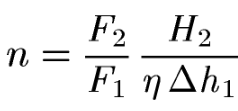 n = \frac{F_2}{F_1} \frac{H_2}{\eta \, \Delta h_1}